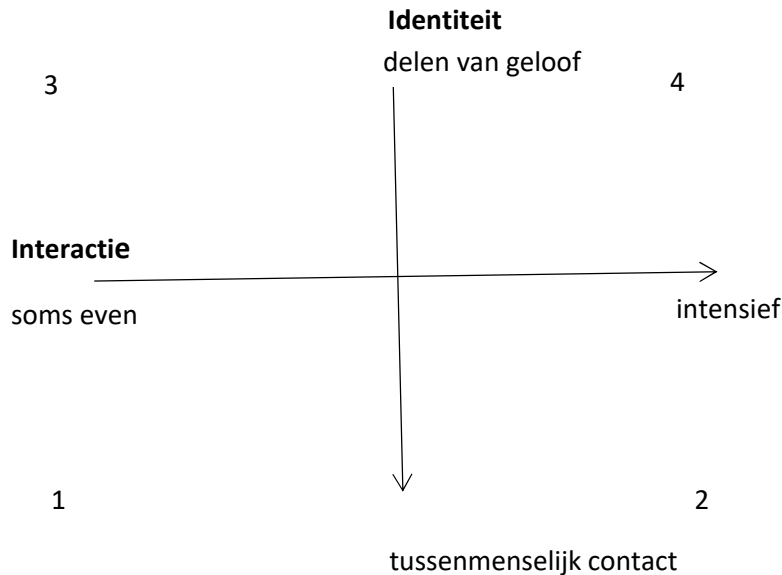 Identiteit
delen van geloof
3
4
Interactie
soms even
intensief
1
2
tussenmenselijk contact